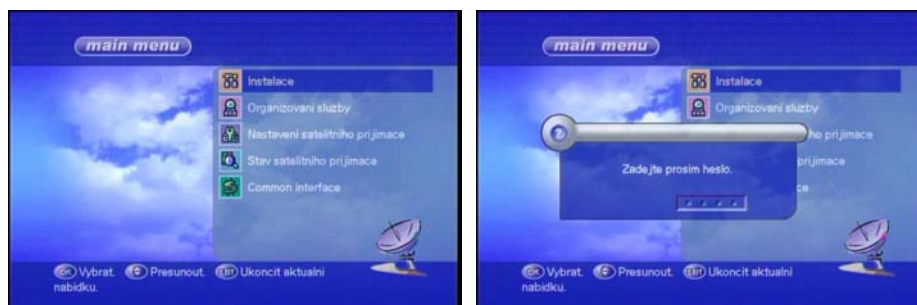 main menu
Instalace
Organizovani sluzby
Nastaveni satelitniho prijimace
Stav satelitniho prijimace
Common interface
OK Vybrat. Presunout. EXIT Ukoncit aktualni
nabidku.
main menu
Instalace
Organizovani sluzby
ho prijimace
prijimace
ce
Zadejte prosim heslo.
* * * *
OK Vybrat. Presunout. EXIT Ukoncit aktualni
nabidku.